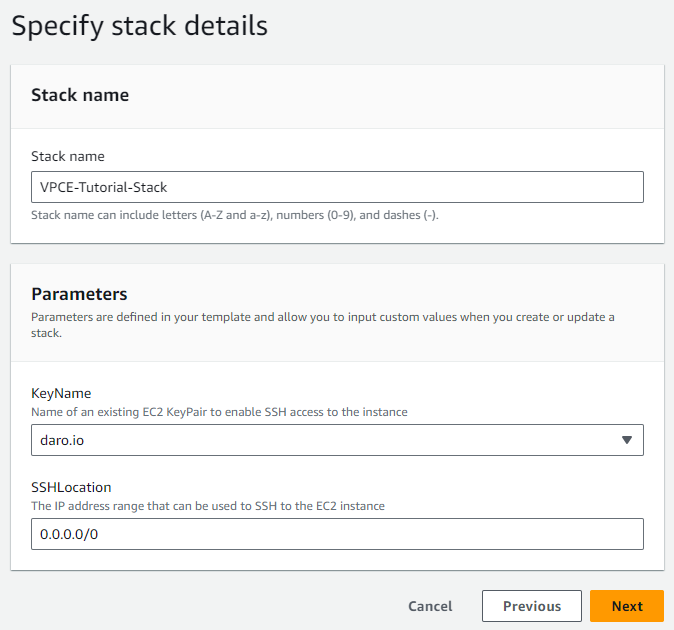 Specify stack details
Stack name
Stack name
VPCE-Tutorial-Stack
Stack name can include letters (A-Z and a-z), numbers (0-9), and dashes (-).
Parameters
Parameters are defined in your template and allow you to input custom values when you create or update a
stack.
KeyName
Name of an existing EC2 KeyPair to enable SSH access to the instance
daro.io
SSHLocation
The IP address range that can be used to SSH to the EC2 instance
0.0.0.0/0
Cancel Previous Next